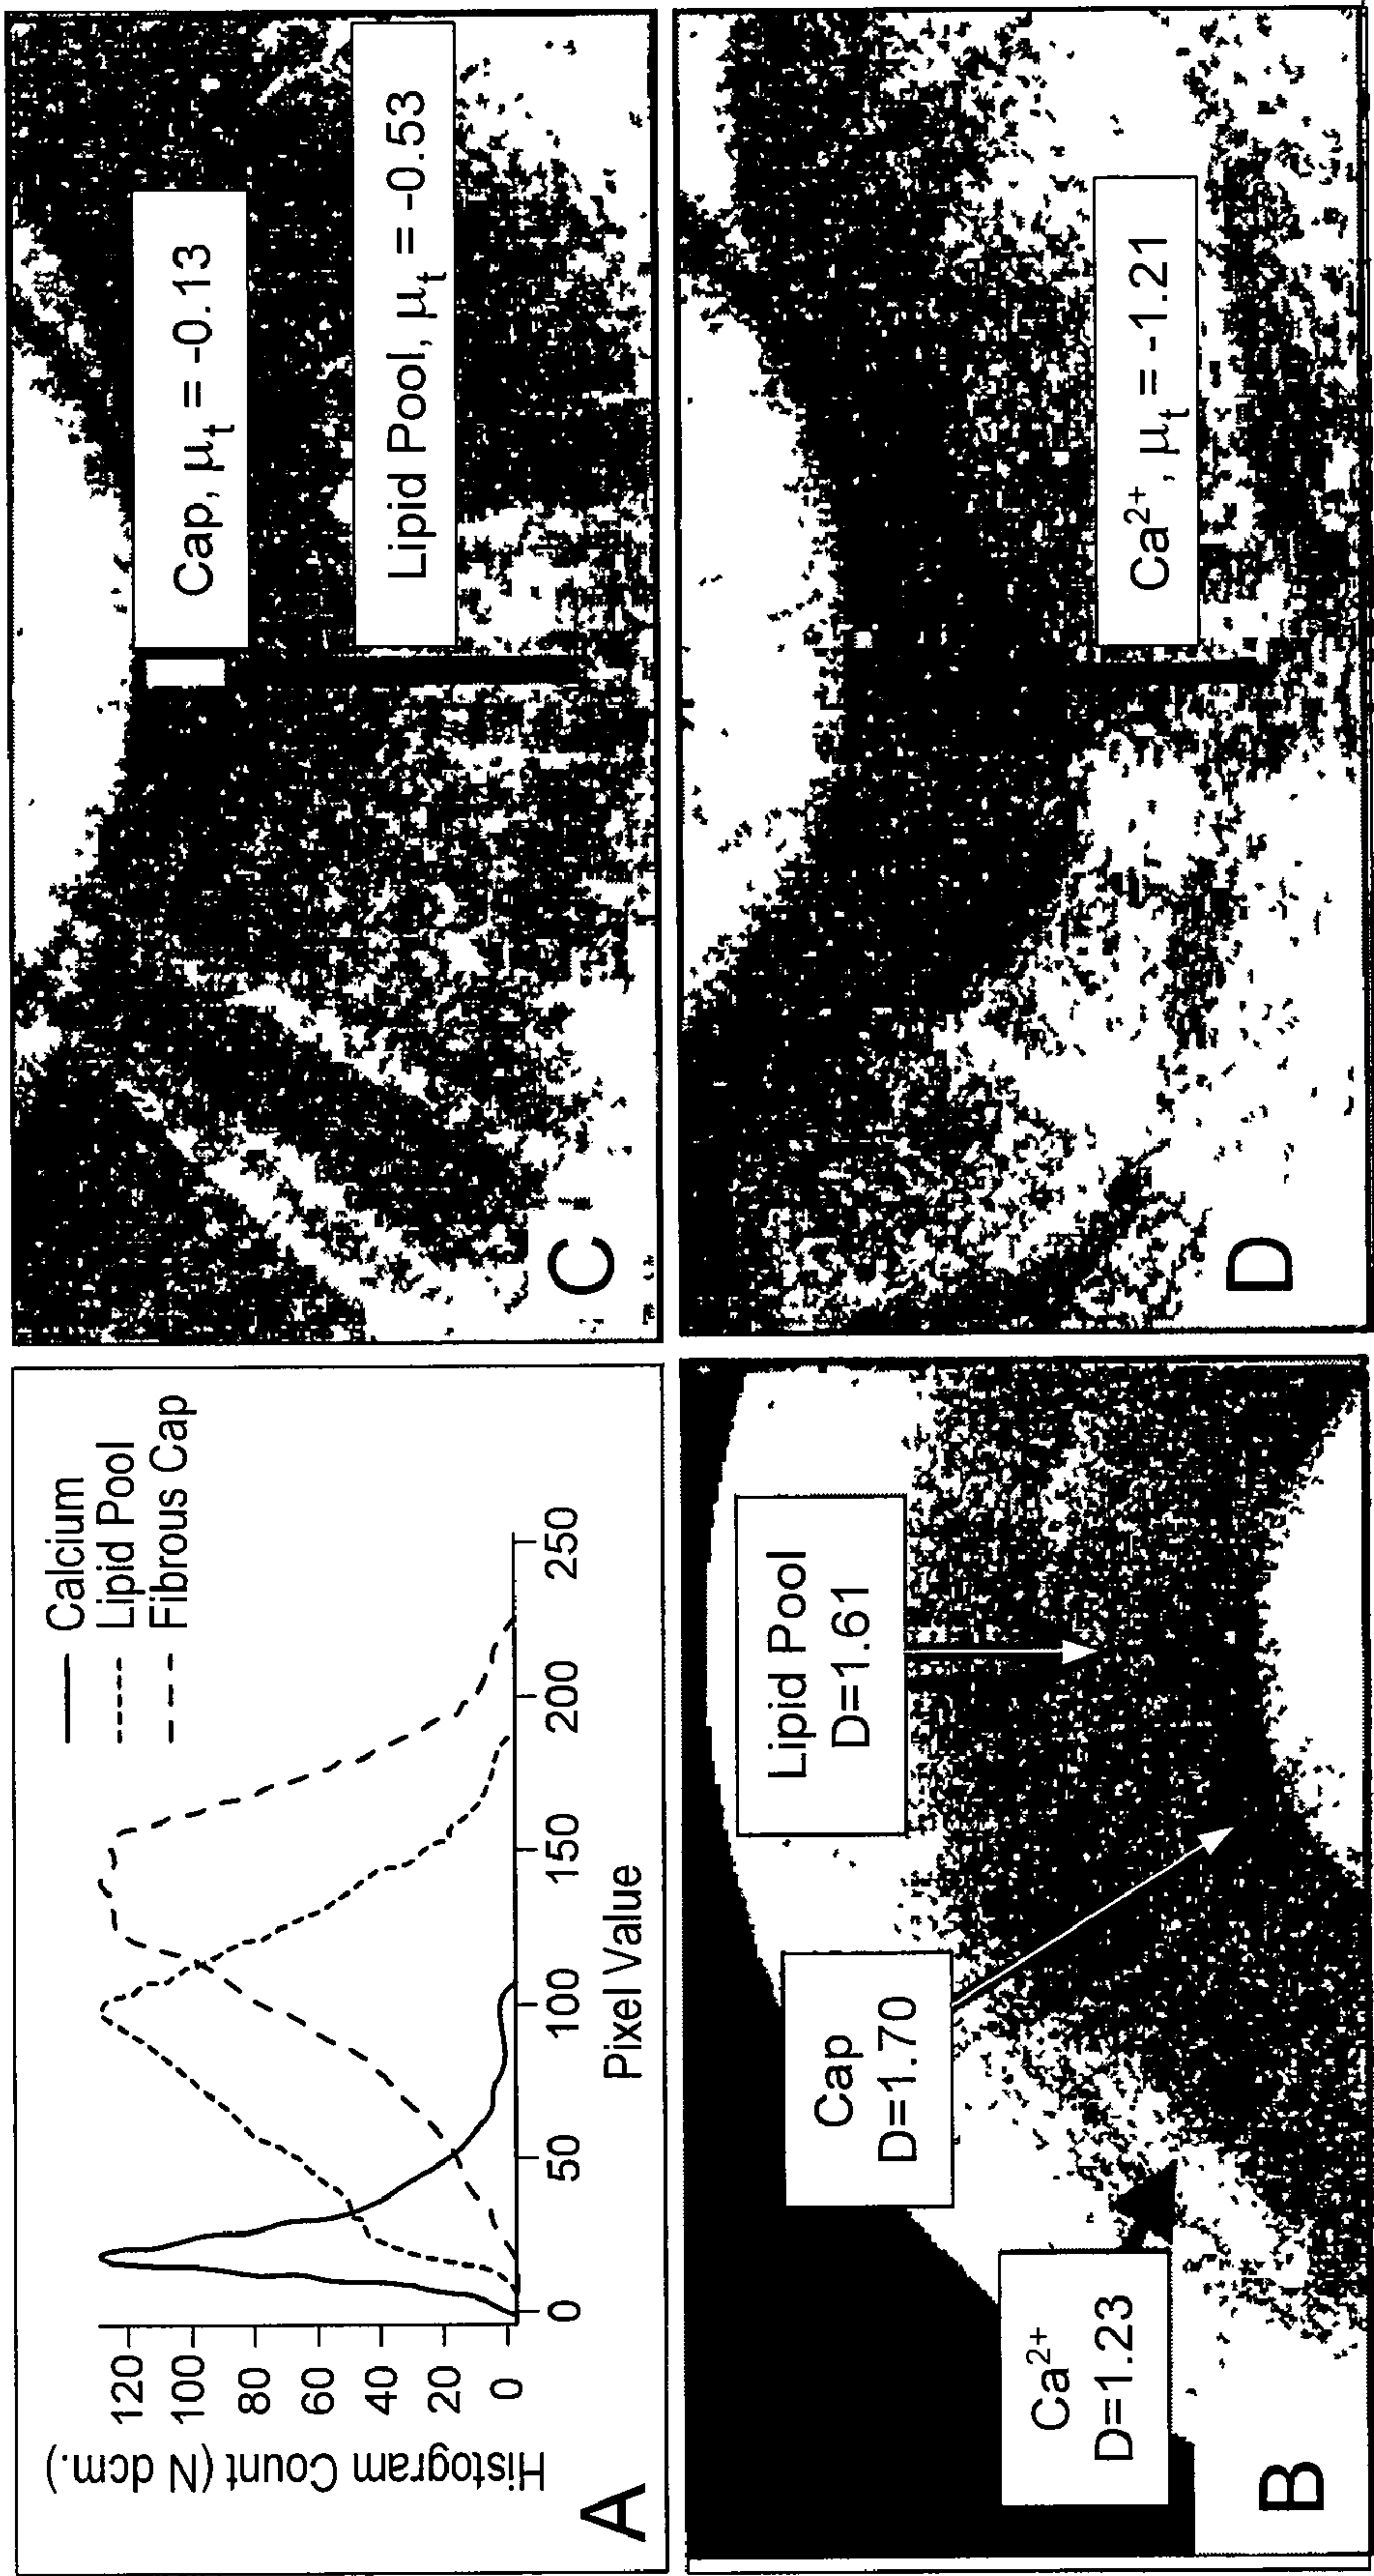 Calcium
Lipid Pool
Fibrous Cap
Histogram Count (N dcm.)
120
100
80
60
40
20
0
0
50
100
150
200
250
Pixel Value
A
Cap, μt = -0.13
Lipid Pool, μt = -0.53
C
Lipid Pool
D=1.61
Cap
D=1.70
Ca2+
D=1.23
B
Ca2+, μt = -1.21
D